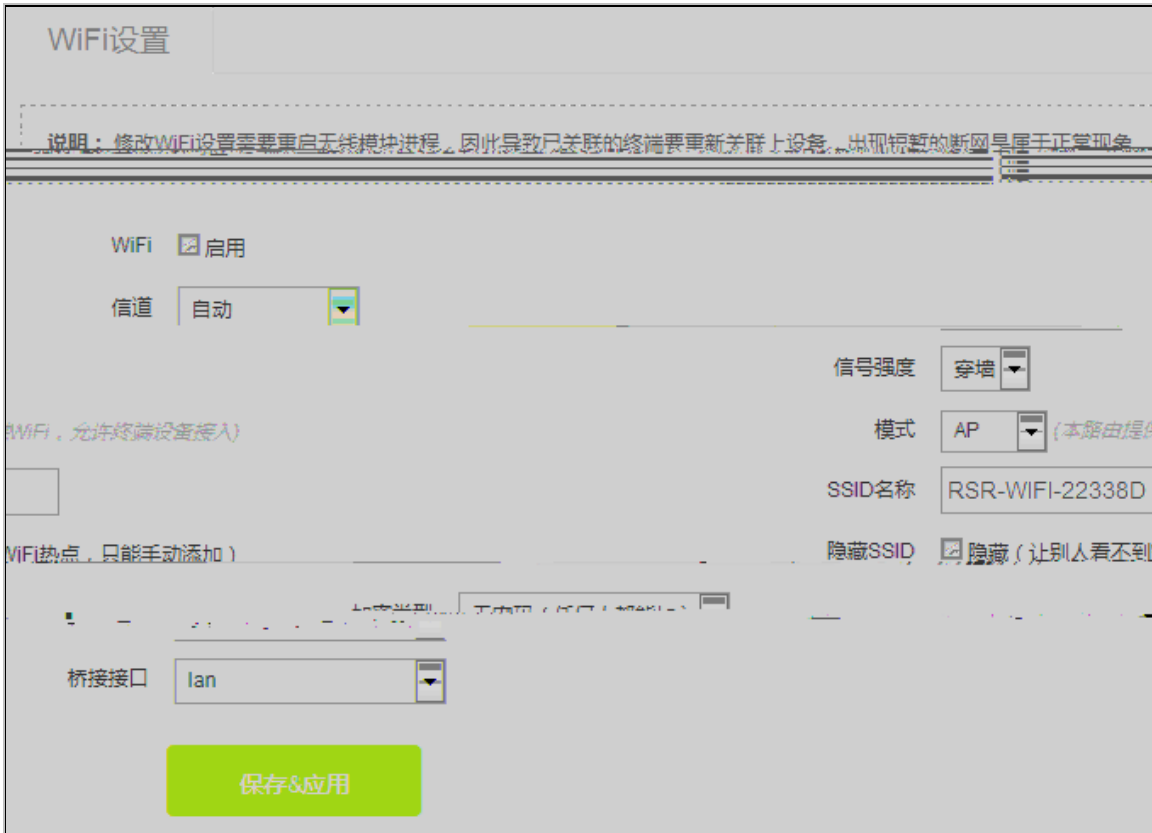 WiFi设置
说明：修改WiFi设置需要重启无线模块进程，因此导致已关联的终端要重新关联上设备，出现短暂的断网是属于正常现象
WiFi 启用
信道 自动
信号强度 穿墙
WiFi，允许终端设备接入)
模式 AP (本路由提
SSID名称 RSR-WIFI-22338D
WiFi热点，只能手动添加)
隐藏SSID 隐藏（让别人看不到
桥接接口 lan
保存&应用